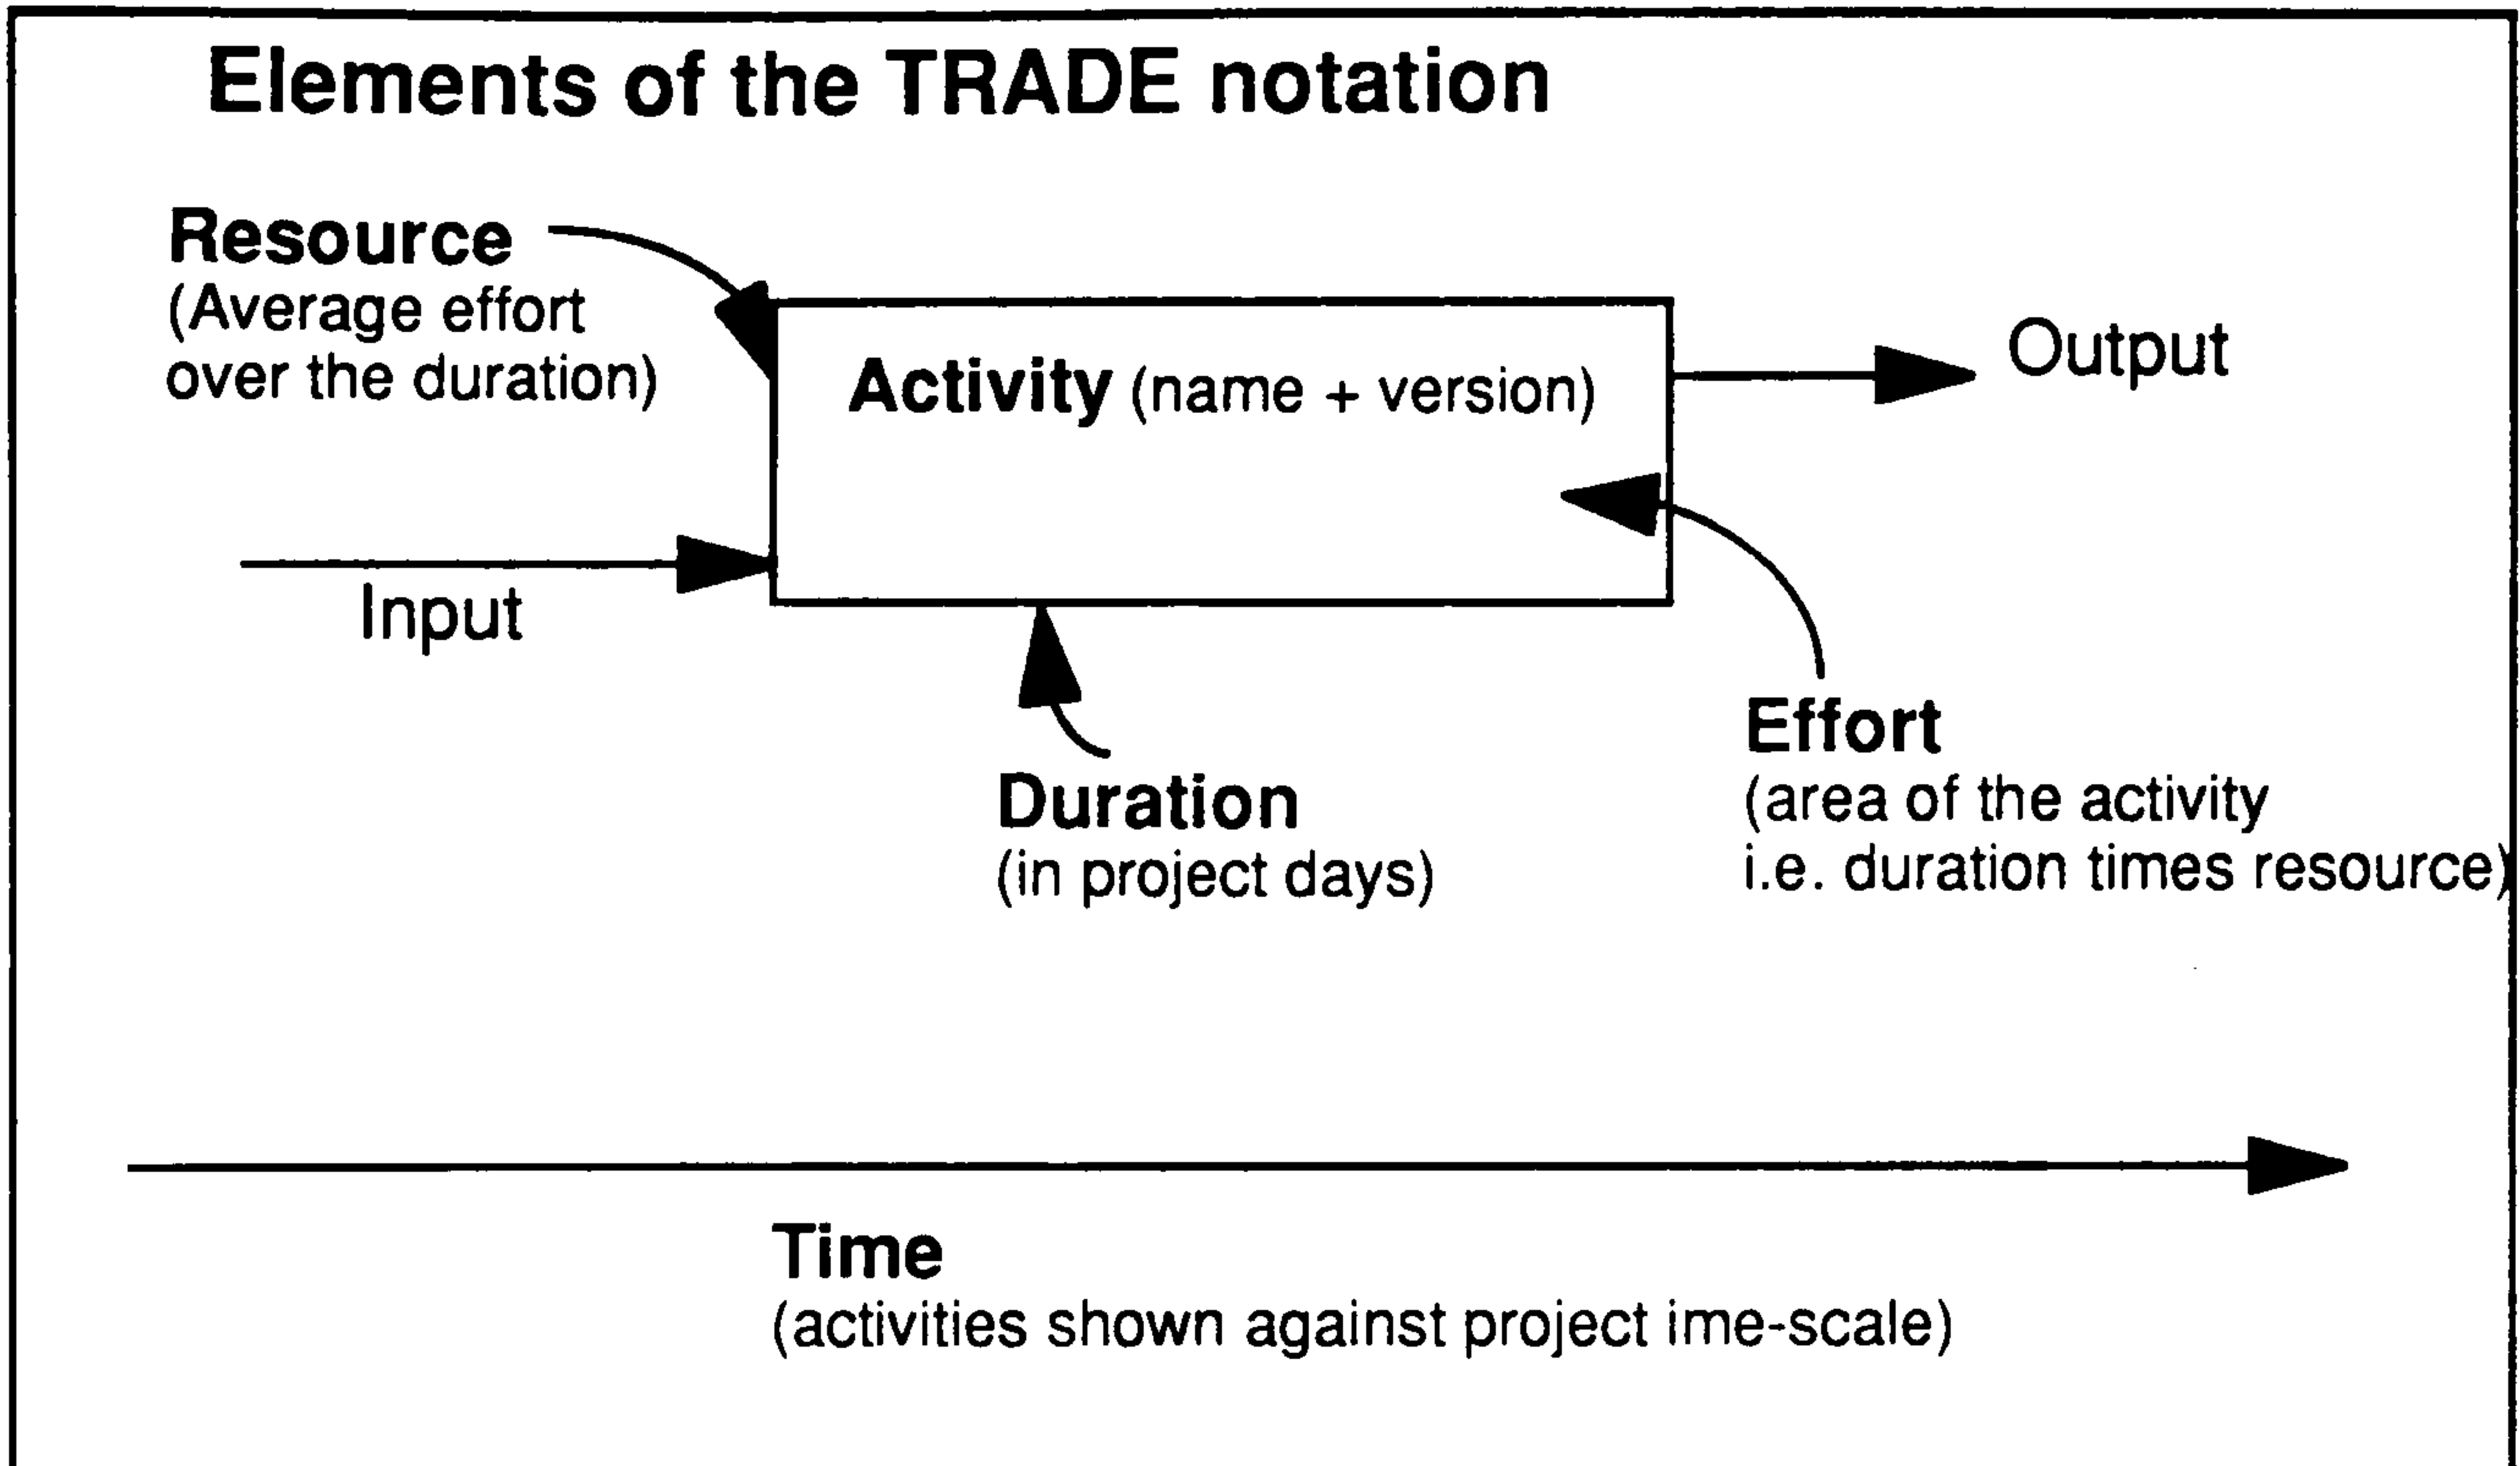 Elements of the TRADE notation
Resource
(Average effort
over the duration)
Activity (name + version)
Output
Input
Duration
(in project days)
Effort
(area of the activity
i.e. duration times resource)
Time
(activities shown against project ime-scale)